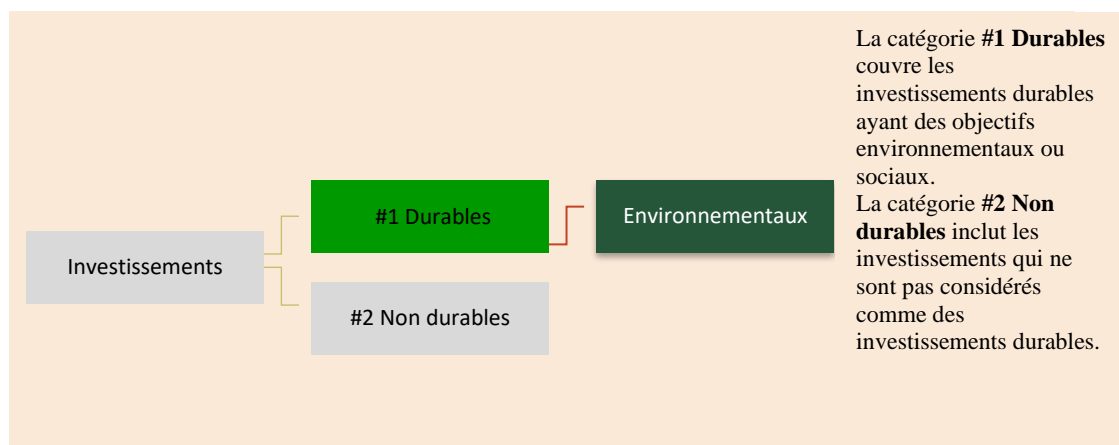 La catégorie #1 Durables
couvre les
investissements durables
ayant des objectifs
environnementaux ou
sociaux.
La catégorie #2 Non
durables inclut les
investissements qui ne
sont pas considérés
comme des
investissements durables.
Investissements
#1 Durables
Environnementaux
#2 Non durables